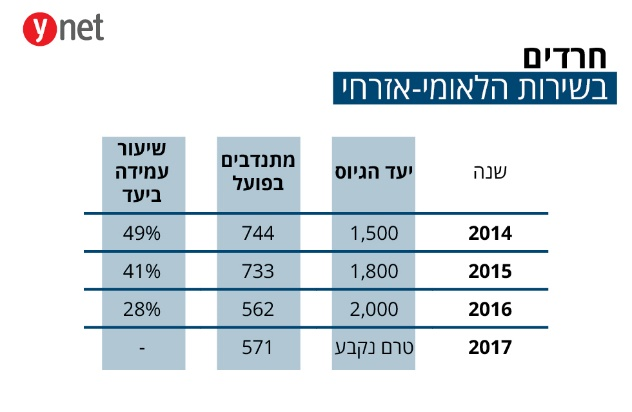 ynet
חרדים
בשירות הלאומי-אזרחי
שנה יעד הגיוס מתנדבים בפועל שיעור עמידה ביעד
2014 1,500 744 49%
2015 1,800 733 41%
2016 2,000 562 28%
2017 טרם נקבע 571 -